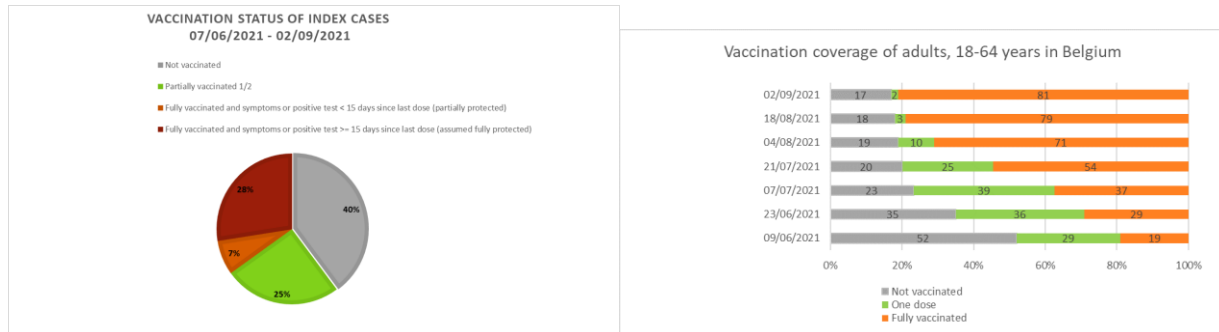 VACCINATION STATUS OF INDEX CASES
07/06/2021 - 02/09/2021
Not vaccinated
Partially vaccinated 1/2
Fully vaccinated and symptoms or positive test < 15 days since last dose (partially protected)
Fully vaccinated and symptoms or positive test >= 15 days since last dose (assumed fully protected)
28%
40%
7%
25%
Vaccination coverage of adults, 18-64 years in Belgium
02/09/2021 17 2 81
18/08/2021 18 3 79
04/08/2021 19 10 71
21/07/2021 20 25 54
07/07/2021 23 39 37
23/06/2021 35 36 29
09/06/2021 52 29 19
0% 20% 40% 60% 80% 100%
Not vaccinated
One dose
Fully vaccinated